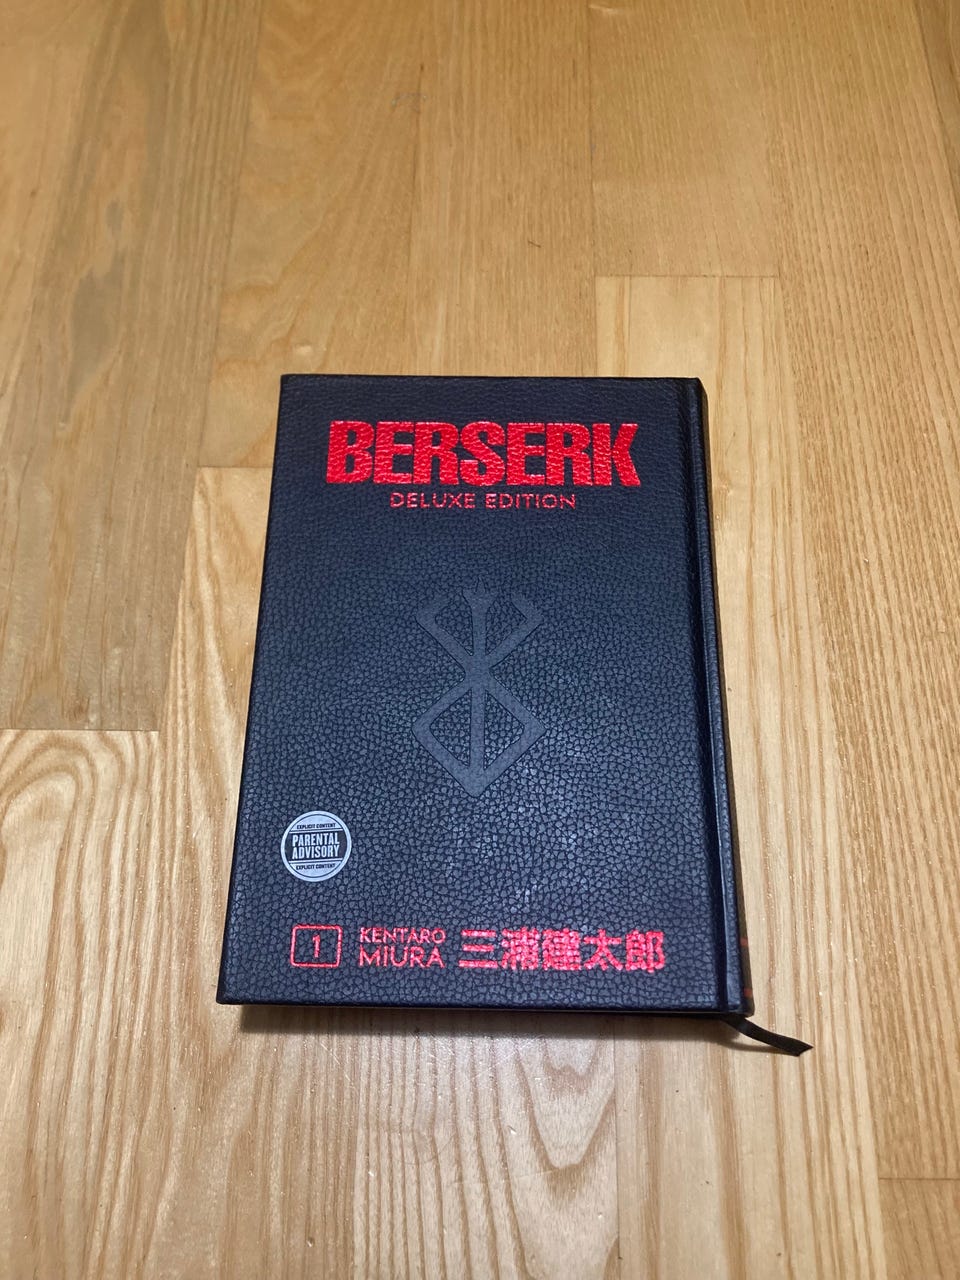 BERSERK
DELUXE EDITION
EXPLICIT CONTENT
PARENTAL
ADVISORY
EXPLICIT CONTENT
1
KENTARO
MIURA
三浦建太郎